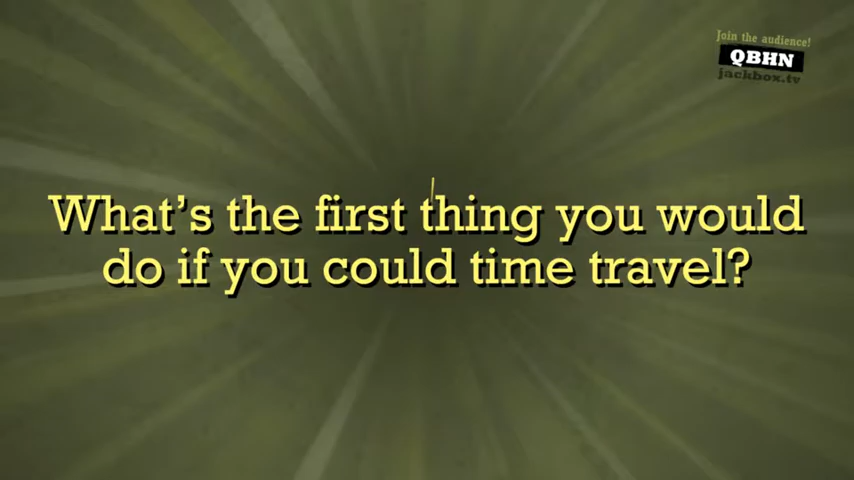 Join the audience!
QBHN
jackbox.tv
What's the first thing you would
do if you could time travel?